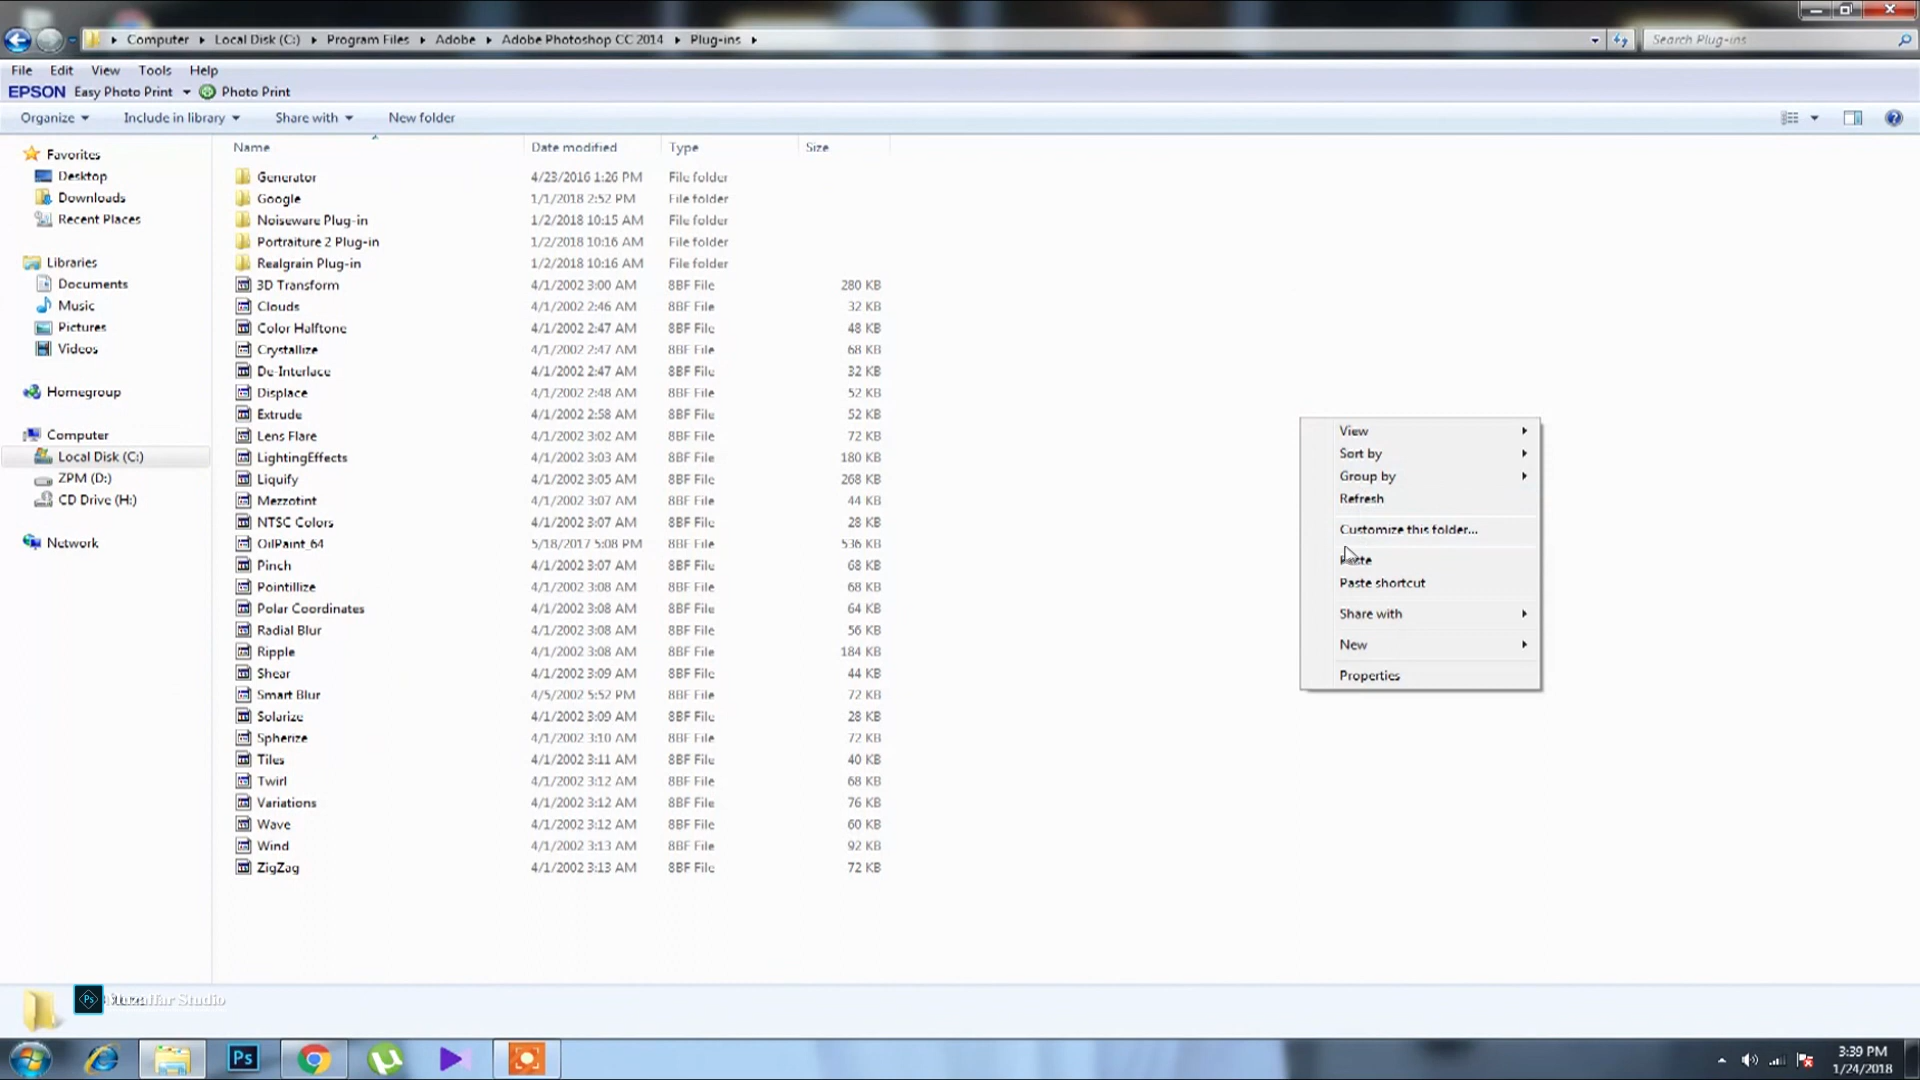 Computer Local Disk (C:) Program Files Adobe Adobe Photoshop CC 2014 Plug-ins Search Plug-ins
File Edit View Tools Help
EPSON Easy Photo Print Photo Print
Organize Include in library Share with New folder
Name Date modified Type Size
Favorites
Desktop
Downloads
Recent Places
Libraries
Documents
Music
Pictures
Videos
Homegroup
Computer
Local Disk (C:)
ZPM (D:)
CD Drive (H:)
Network
Generator 4/23/2016 1:26 PM File folder
Google 1/1/2018 2:52 PM File folder
Noiseware Plug-in 1/2/2018 10:15 AM File folder
Portraiture 2 Plug-in 1/2/2018 10:16 AM File folder
Realgrain Plug-in 1/2/2018 10:16 AM File folder
3D Transform 4/1/2002 3:00 AM 8BF File 280 KB
Clouds 4/1/2002 2:46 AM 8BF File 32 KB
Color Halftone 4/1/2002 2:47 AM 8BF File 48 KB
Crystallize 4/1/2002 2:47 AM 8BF File 68 KB
De-Interlace 4/1/2002 2:47 AM 8BF File 32 KB
Displace 4/1/2002 2:48 AM 8BF File 52 KB
Extrude 4/1/2002 2:58 AM 8BF File 52 KB
Lens Flare 4/1/2002 3:02 AM 8BF File 72 KB
LightingEffects 4/1/2002 3:03 AM 8BF File 180 KB
Liquify 4/1/2002 3:05 AM 8BF File 268 KB
Mezzotint 4/1/2002 3:07 AM 8BF File 44 KB
NTSC Colors 4/1/2002 3:07 AM 8BF File 28 KB
OilPaint_64 5/18/2017 5:08 PM 8BF File 536 KB
Pinch 4/1/2002 3:07 AM 8BF File 68 KB
Pointillize 4/1/2002 3:08 AM 8BF File 68 KB
Polar Coordinates 4/1/2002 3:08 AM 8BF File 64 KB
Radial Blur 4/1/2002 3:08 AM 8BF File 56 KB
Ripple 4/1/2002 3:08 AM 8BF File 184 KB
Shear 4/1/2002 3:09 AM 8BF File 44 KB
Smart Blur 4/5/2002 5:52 PM 8BF File 72 KB
Solarize 4/1/2002 3:09 AM 8BF File 28 KB
Spherize 4/1/2002 3:10 AM 8BF File 72 KB
Tiles 4/1/2002 3:11 AM 8BF File 40 KB
Twirl 4/1/2002 3:12 AM 8BF File 68 KB
Variations 4/1/2002 3:12 AM 8BF File 76 KB
Wave 4/1/2002 3:12 AM 8BF File 60 KB
Wind 4/1/2002 3:13 AM 8BF File 92 KB
ZigZag 4/1/2002 3:13 AM 8BF File 72 KB
View
Sort by
Group by
Refresh
Customize this folder...
Paste
Paste shortcut
Share with
New
Properties
Ps Studio
Ps
3:39 PM
1/24/2018